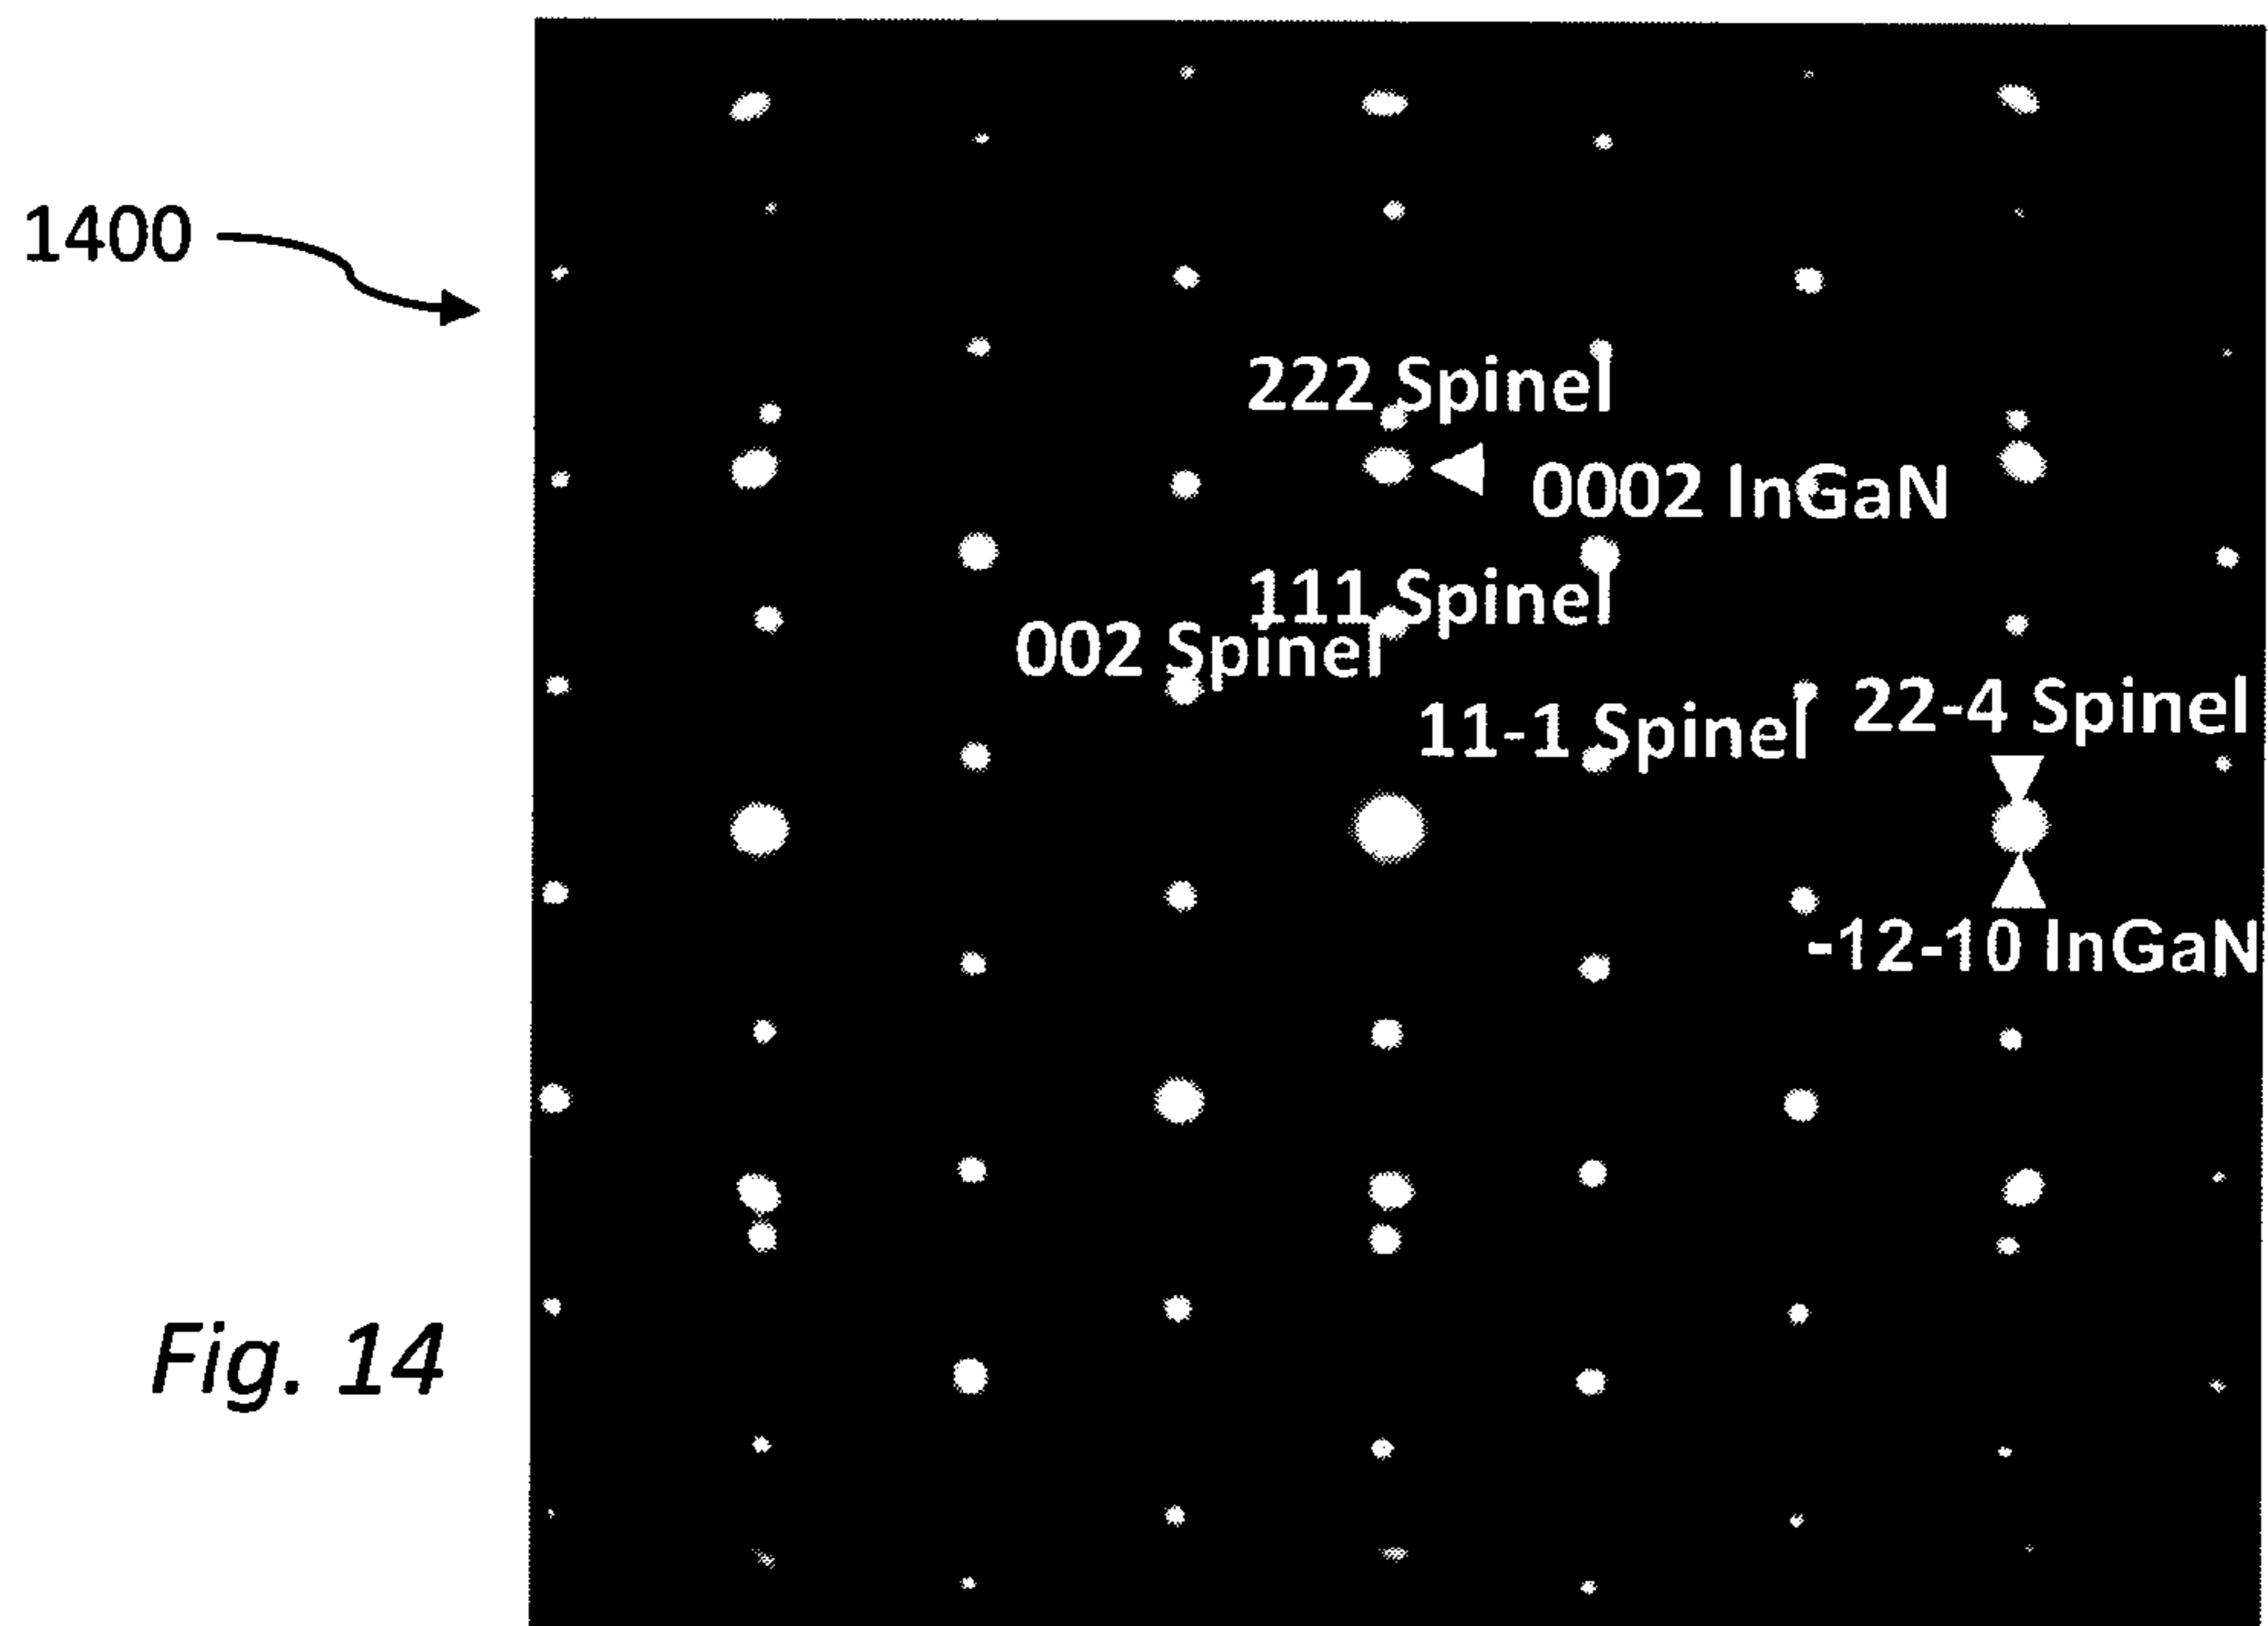 1400
222 Spinel
0002 InGaN
111 Spinel
002 Spinel
22-4 Spinel
11-1 Spinel
-12-10 InGaN
Fig. 14